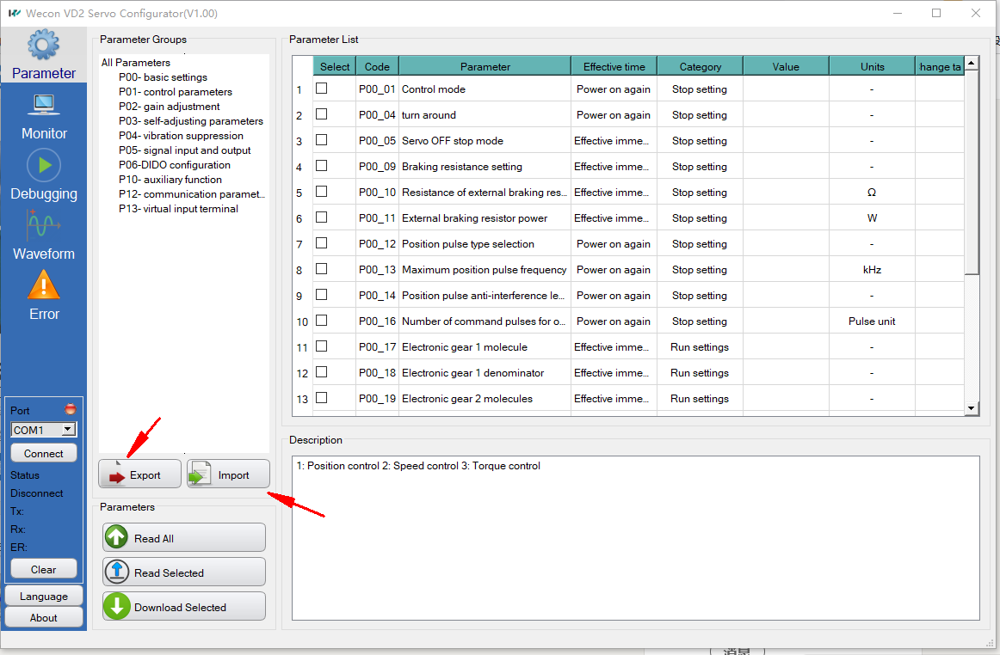 Wecon VD2 Servo Configurator(V1.00)
Parameter
Monitor
Debugging
Waveform
Error
Port
COM1
Connect
Status
Disconnect
Tx:
Rx:
ER:
Clear
Language
About
Parameter Groups
All Parameters
P00- basic settings
P01- control parameters
P02- gain adjustment
P03- self-adjusting parameters
P04- vibration suppression
P05- signal input and output
P06-DIDO configuration
P10- auxiliary function
P12- communication paramet...
P13- virtual input terminal
Export Import
Parameters
Read All
Read Selected
Download Selected
Parameter List
Select Code Parameter Effective time Category Value Units hange ta
1 P00_01 Control mode Power on again Stop setting -
2 P00_04 turn around Power on again Stop setting -
3 P00_05 Servo OFF stop mode Effective imme... Stop setting -
4 P00_09 Braking resistance setting Effective imme... Stop setting -
5 P00_10 Resistance of external braking res... Effective imme... Stop setting Ω
6 P00_11 External braking resistor power Effective imme... Stop setting W
7 P00_12 Position pulse type selection Power on again Stop setting -
8 P00_13 Maximum position pulse frequency Power on again Stop setting kHz
9 P00_14 Position pulse anti-interference le... Power on again Stop setting -
10 P00_16 Number of command pulses for o... Power on again Stop setting Pulse unit
11 P00_17 Electronic gear 1 molecule Effective imme... Run settings -
12 P00_18 Electronic gear 1 denominator Effective imme... Run settings -
13 P00_19 Electronic gear 2 molecules Effective imme... Run settings -
Description
1: Position control 2: Speed control 3: Torque control